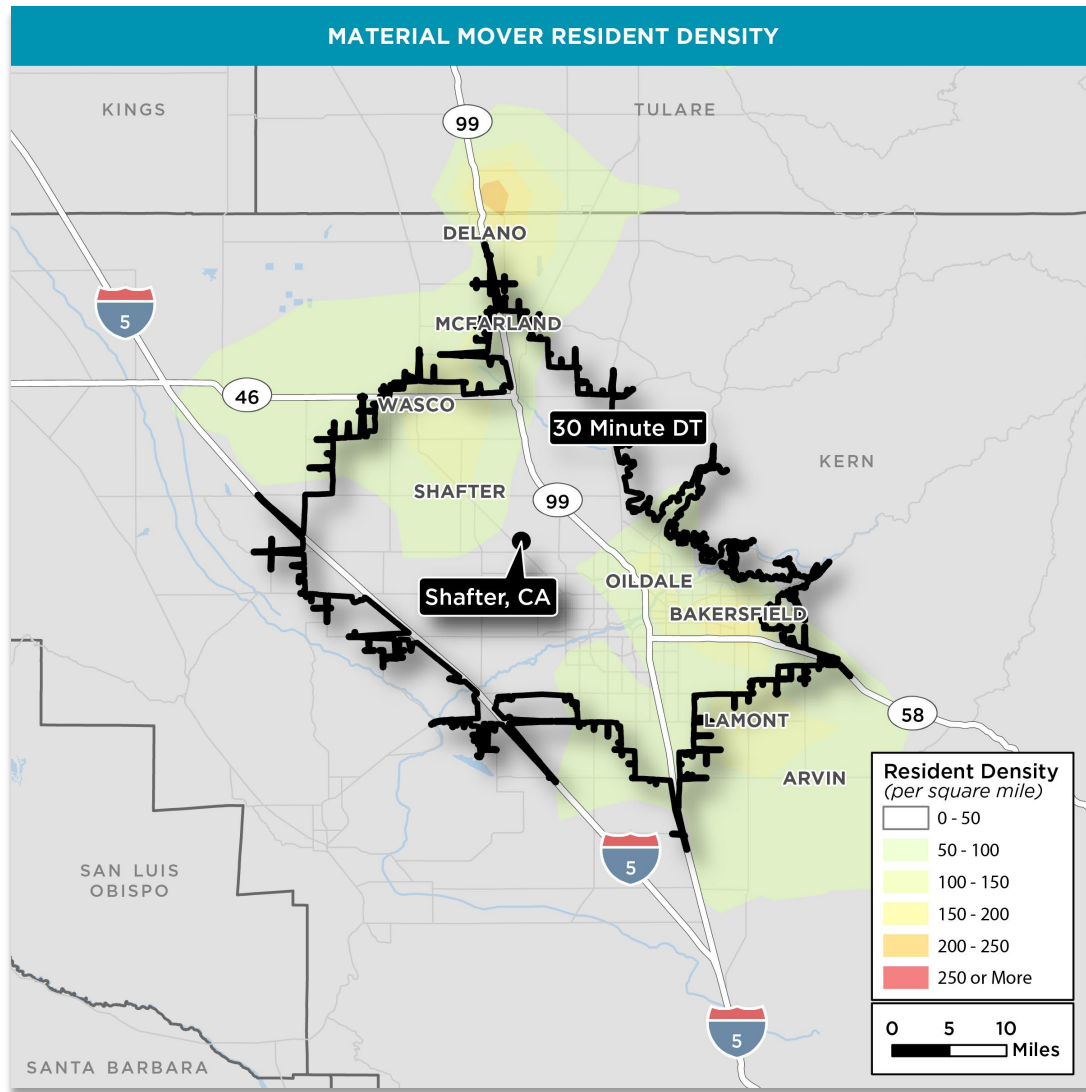 MATERIAL MOVER RESIDENT DENSITY
KINGS
99
TULARE
DELANO
5
MCFARLAND
46
WASCO
30 Minute DT
KERN
SHAFTER
99
OILDALE
Shafter, CA
BAKERSFIELD
LAMONT
58
ARVIN
Resident Density
(per square mile)
0 - 50
50 - 100
100 - 150
150 - 200
200 - 250
250 or More
5
SAN LUIS
OBISPO
0 5 10
Miles
5
SANTA BARBARA